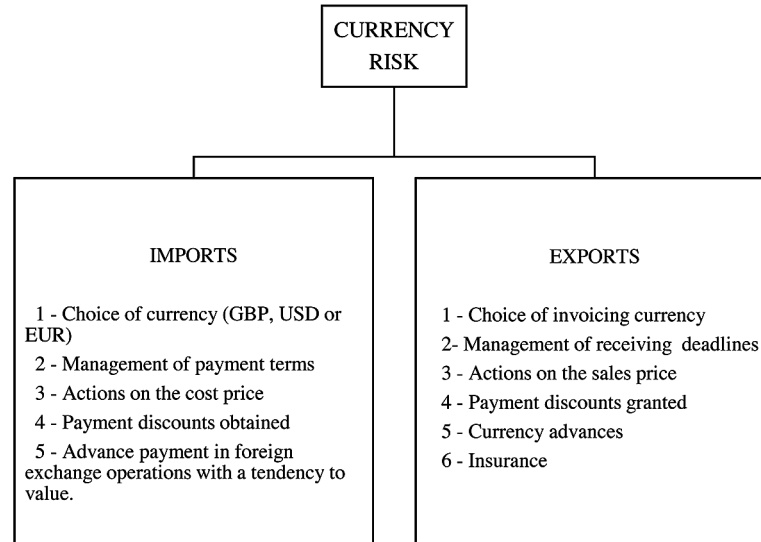 CURRENCY
RISK
IMPORTS
1 - Choice of currency (GBP, USD or
EUR)
2 - Management of payment terms
3 - Actions on the cost price
4 - Payment discounts obtained
5 - Advance payment in foreign
exchange operations with a tendency to
value.
EXPORTS
1 - Choice of invoicing currency
2- Management of receiving deadlines
3 - Actions on the sales price
4 - Payment discounts granted
5 - Currency advances
6 - Insurance